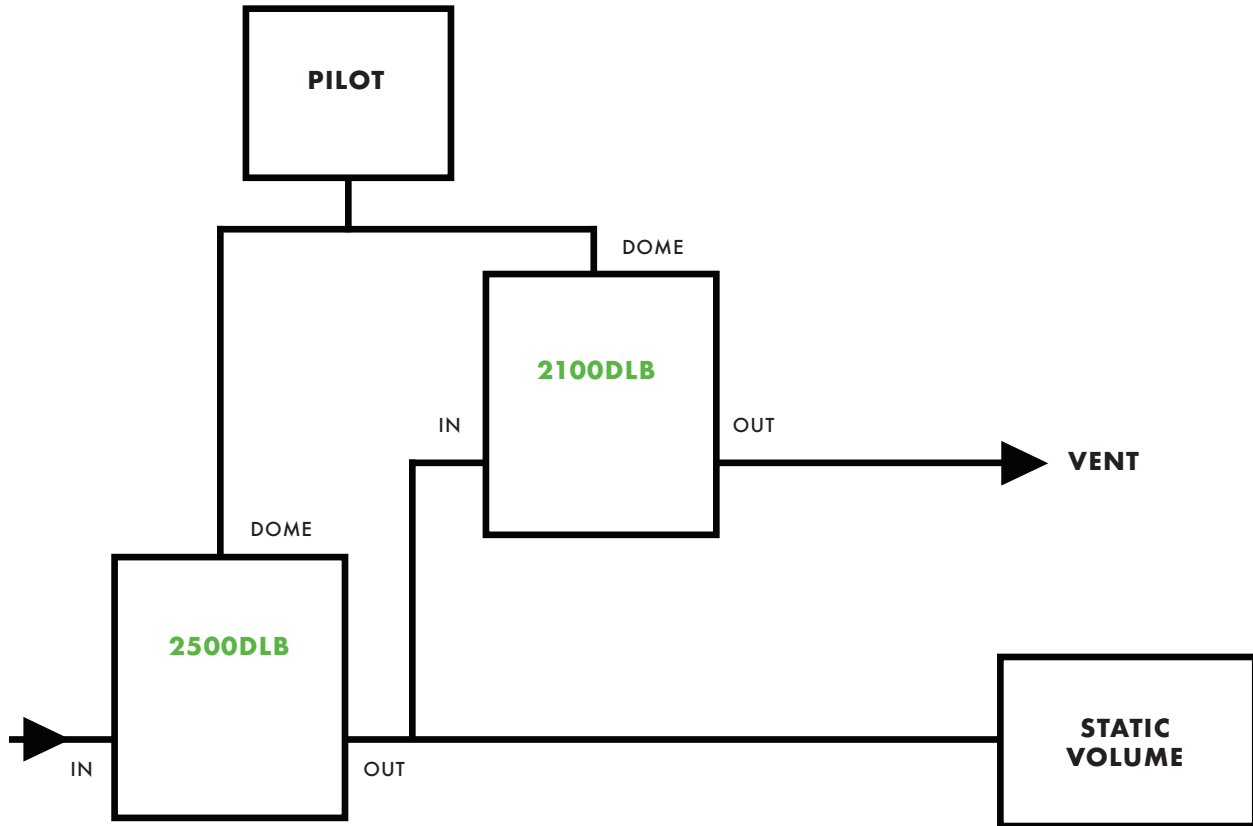 PILOT
DOME
2100DLB
IN
OUT
VENT
DOME
2500DLB
STATIC
VOLUME
IN
OUT